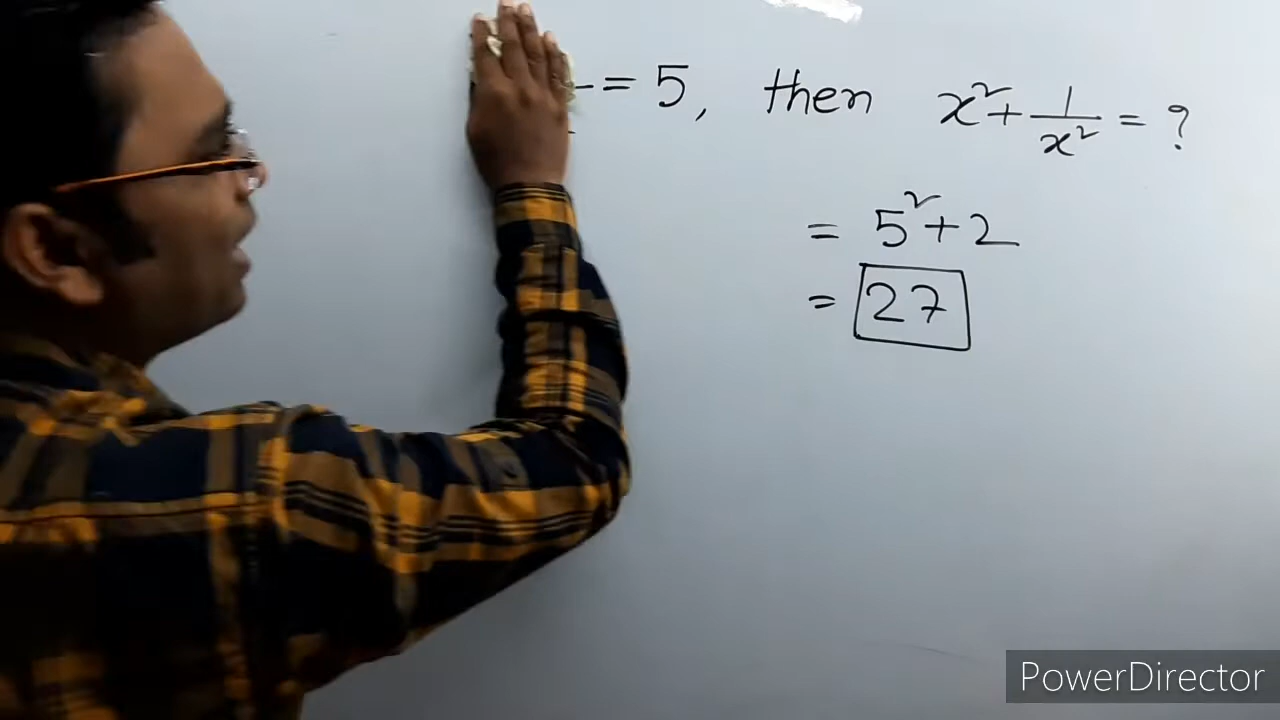 = 5, then x² + 1/x² = ?
= 5² + 2
= 27
PowerDirector